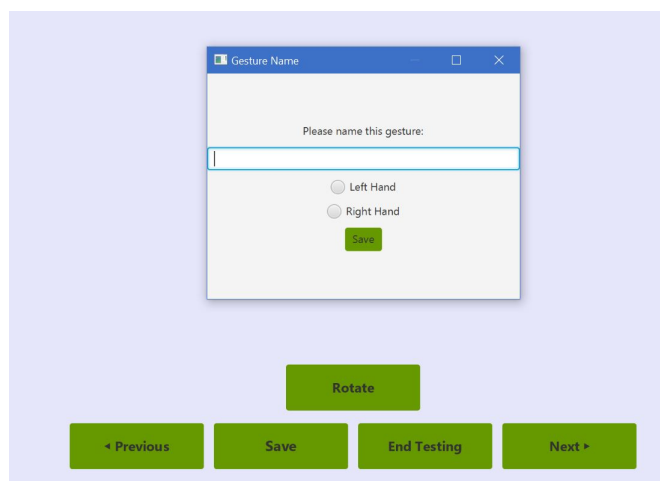 Gesture Name
Please name this gesture:
Left Hand
Right Hand
Save
Rotate
◂ Previous
Save
End Testing
Next ▸